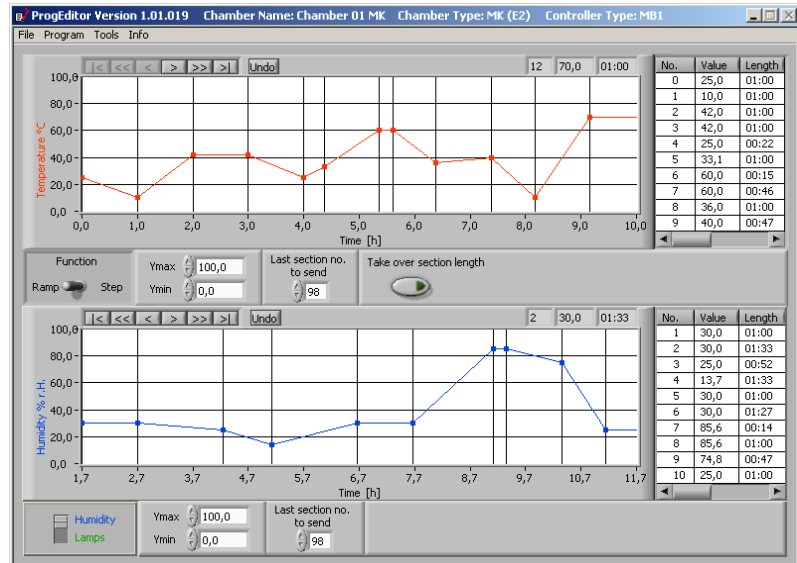 ProgEditor Version 1.01.019 Chamber Name: Chamber 01 MK Chamber Type: MK (E2) Controller Type: MB1
File Program Tools Info
|< << < > >> >| Undo 12 70,0 01:00
100,0
80,0
60,0
40,0
20,0
0,0
Temperature °C
0,0 1,0 2,0 3,0 4,0 5,0 6,0 7,0 8,0 9,0 10,0
Time [h]
No. Value Length
0 25,0 01:00
1 10,0 01:00
2 42,0 01:00
3 42,0 01:00
4 25,0 00:22
5 33,1 01:00
6 60,0 00:15
7 60,0 00:46
8 36,0 01:00
9 40,0 00:47
Function
Ramp Step
Ymax 100,0
Ymin 0,0
Last section no.
to send
98
Take over section length
|< << < > >> >| Undo 2 30,0 01:33
100,0
80,0
60,0
40,0
20,0
0,0
Humidity % r.H.
1,7 2,7 3,7 4,7 5,7 6,7 7,7 8,7 9,7 10,7 11,7
Time [h]
No. Value Length
1 30,0 01:00
2 30,0 01:33
3 25,0 00:52
4 13,7 01:33
5 30,0 01:00
6 30,0 01:27
7 85,6 00:14
8 85,6 01:00
9 74,8 00:47
10 25,0 01:00
Humidity
Lamps
Ymax 100,0
Ymin 0,0
Last section no.
to send
98